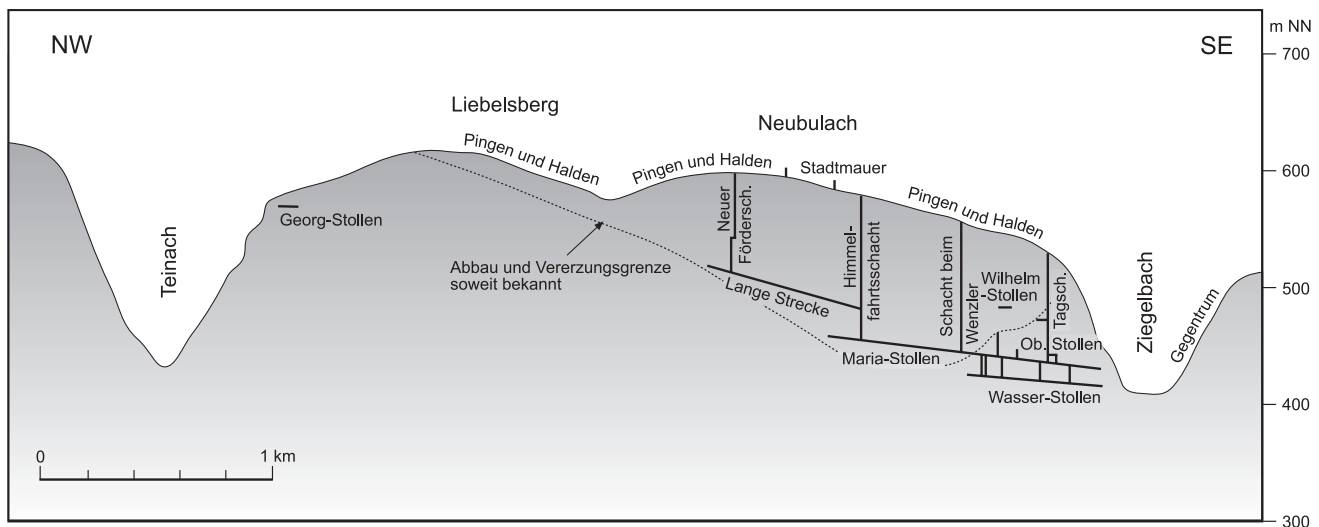 NW
SE
m NN
700
600
500
400
300
Liebelsberg
Neubulach
Pingen und Halden
Pingen und Halden
Stadtmauer
Pingen und Halden
Georg-Stollen
Teinach
Abbau und Vererzungsgrenze
soweit bekannt
Neuer
Fördersch.
Lange Strecke
Himmel-
fahrtsschacht
Schacht beim
Wenzler
Wilhelm
-Stollen
Tagsch.
Ob. Stollen
Maria-Stollen
Wasser-Stollen
Ziegelbach
Gegentrum
0
1 km